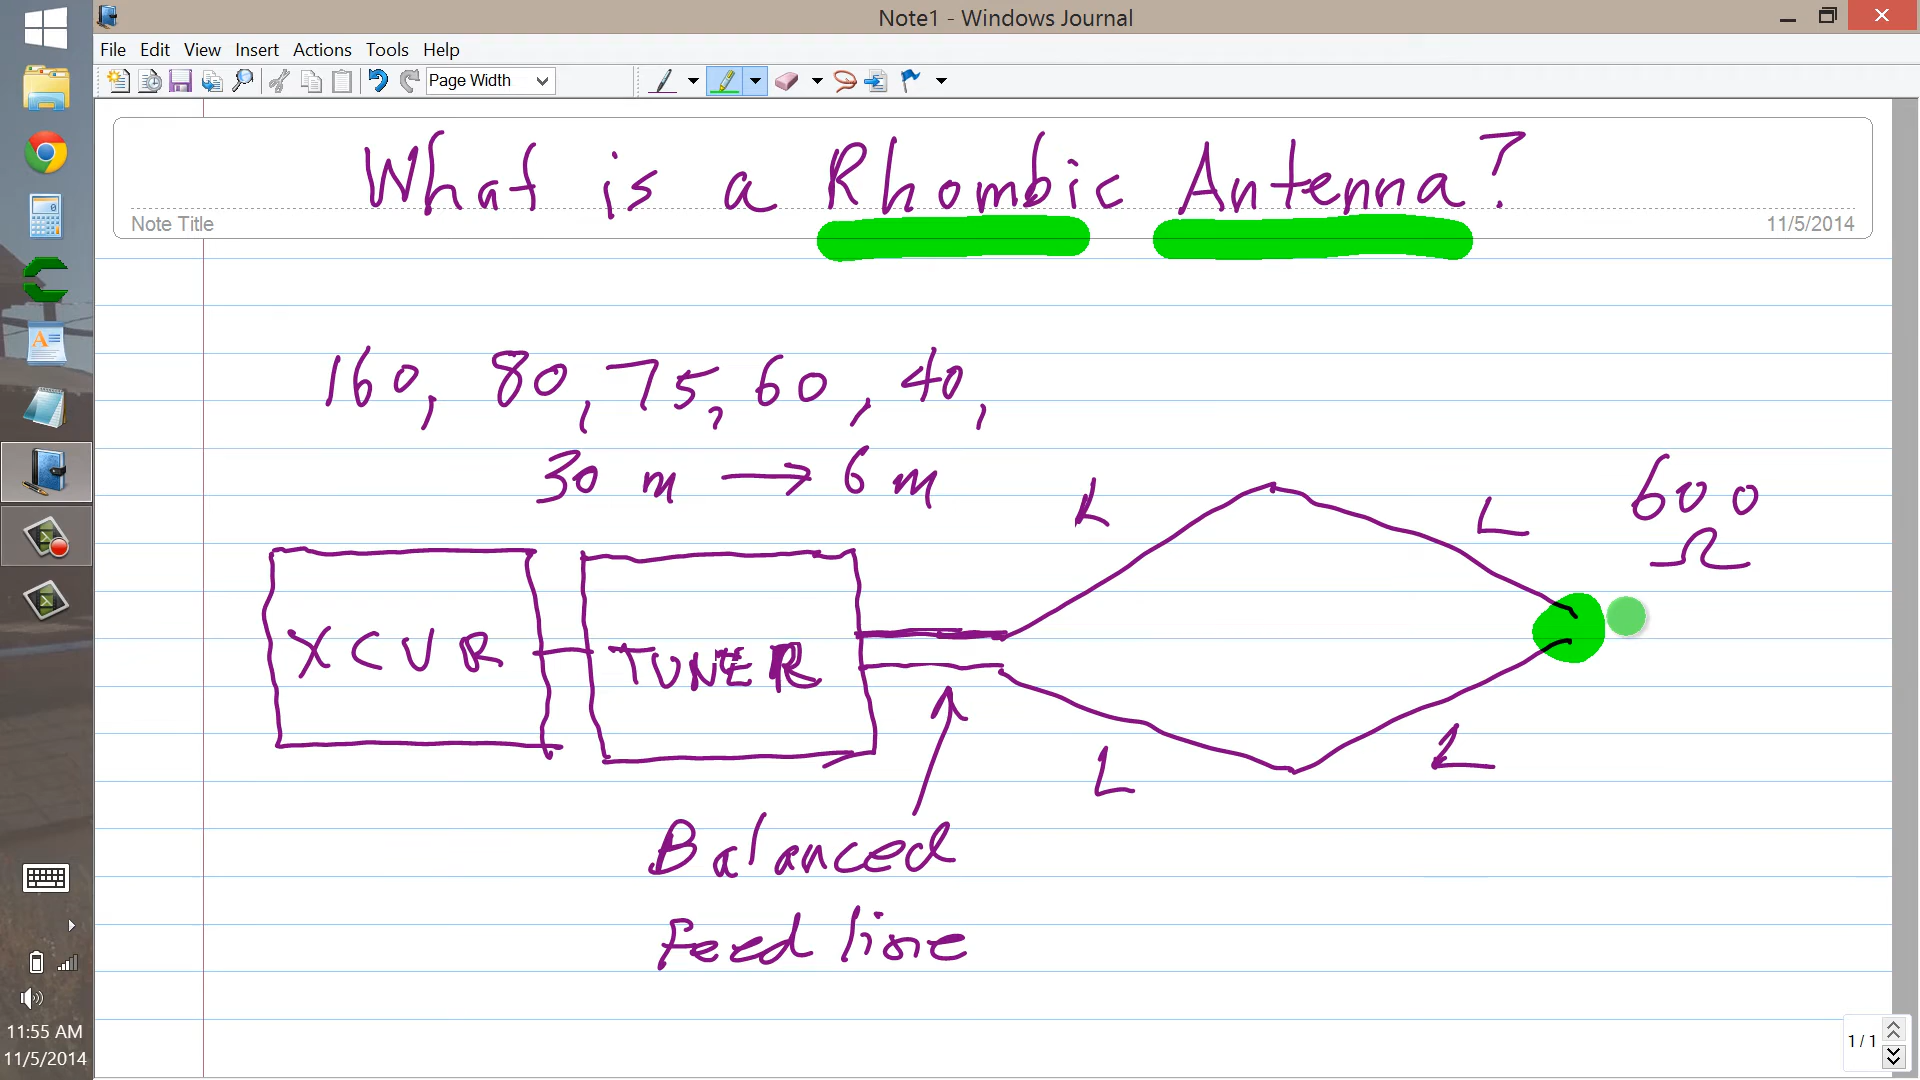 Note1 - Windows Journal
File Edit View Insert Actions Tools Help
Page Width
What is a Rhombic Antenna?
Note Title
11/5/2014
160, 80, 75, 60, 40,
30 m → 6 m
L
L
600
Ω
XCVR
TUNER
L
L
Balanced
Feed line
1 / 1
11:55 AM
11/5/2014